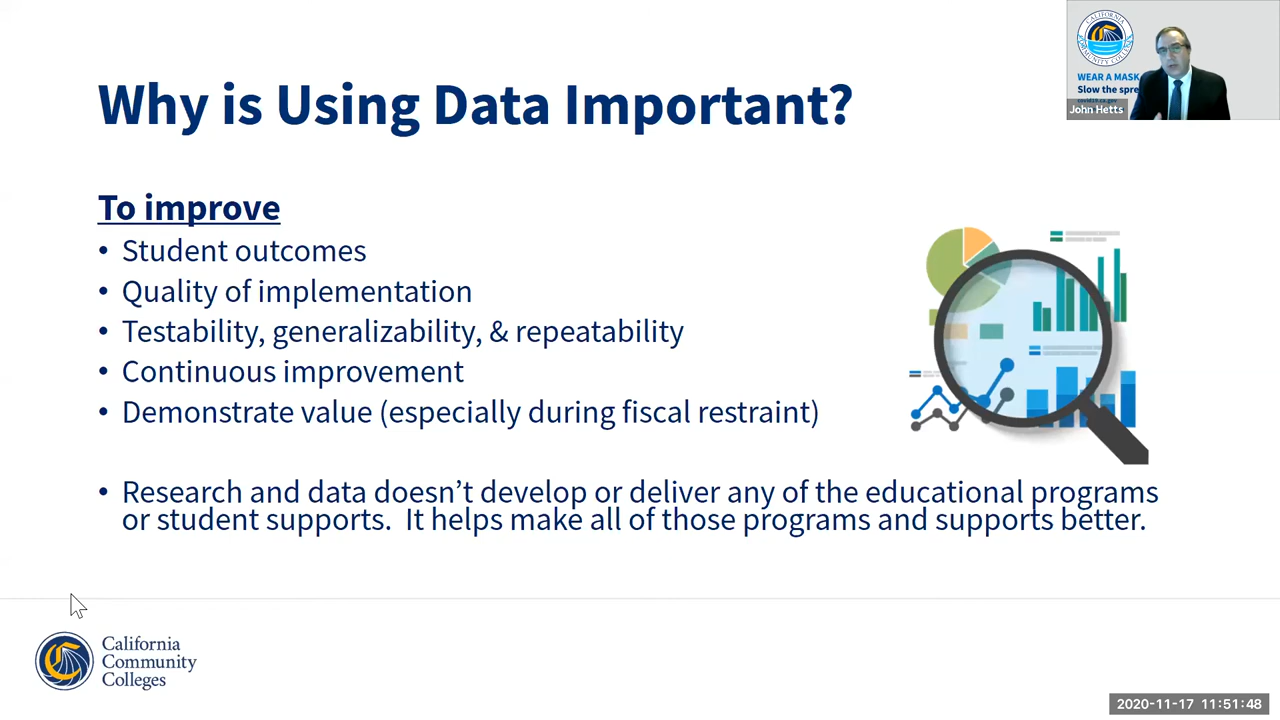 Why is Using Data Important?
To improve
• Student outcomes
• Quality of implementation
• Testability, generalizability, & repeatability
• Continuous improvement
• Demonstrate value (especially during fiscal restraint)
• Research and data doesn't develop or deliver any of the educational programs
or student supports.  It helps make all of those programs and supports better.
California
Community
Colleges
CALIFORNIA
WEAR A MASK
Slow the spre
John Hetts
2020-11-17 11:51:48